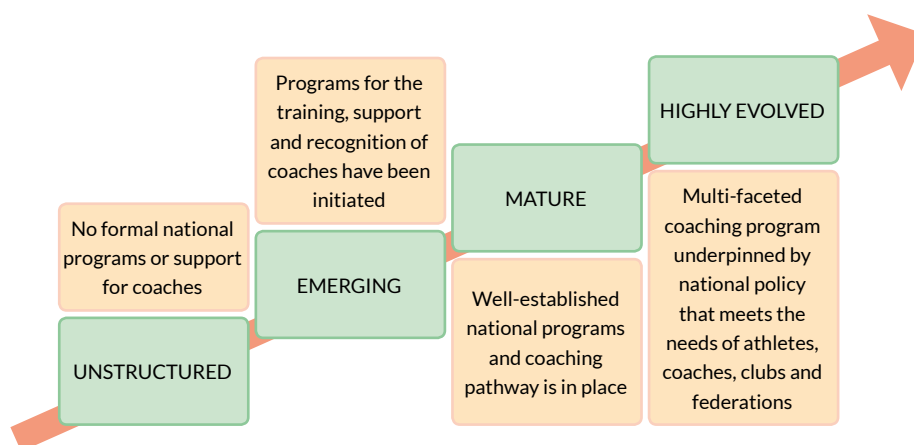 No formal national
programs or support
for coaches
UNSTRUCTURED
Programs for the
training, support
and recognition of
coaches have been
initiated
EMERGING
MATURE
Well-established
national programs
and coaching
pathway is in place
HIGHLY EVOLVED
Multi-faceted
coaching program
underpinned by
national policy
that meets the
needs of athletes,
coaches, clubs and
federations